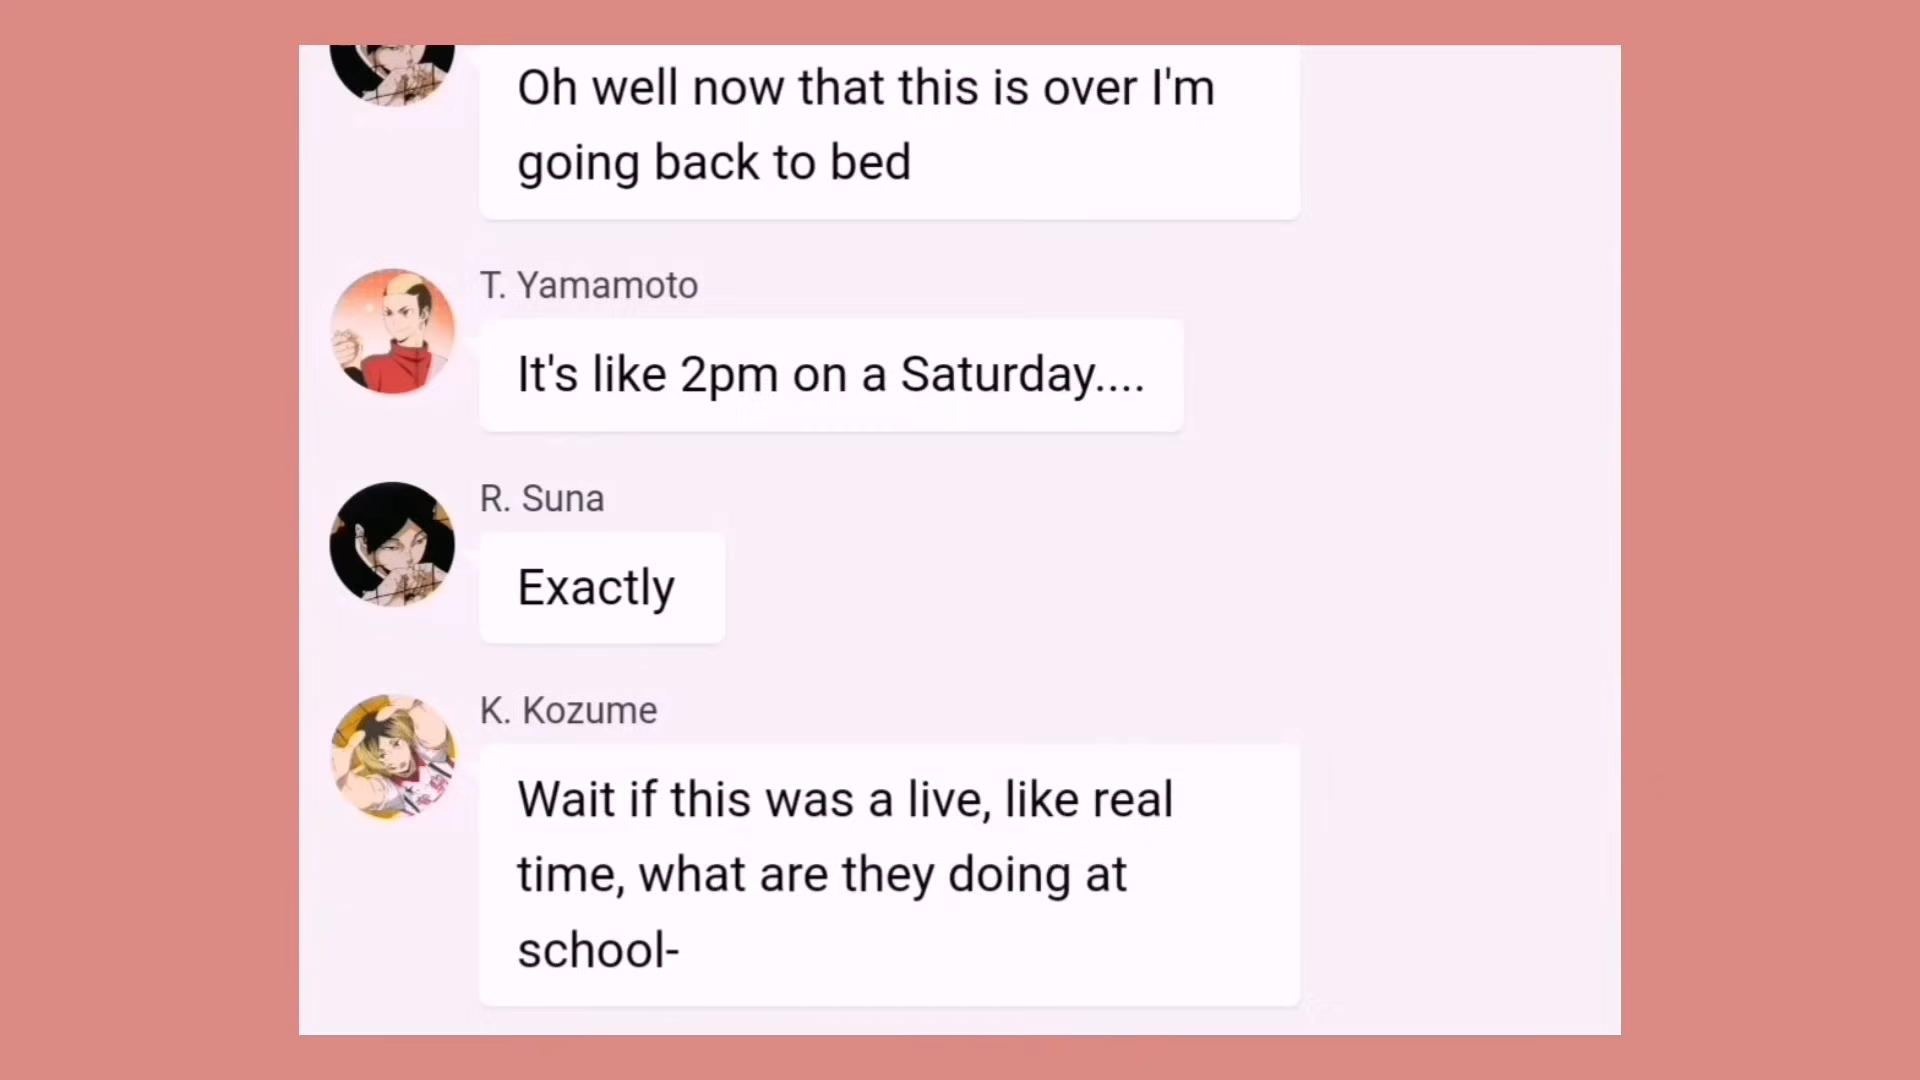 Oh well now that this is over I'm
going back to bed
T. Yamamoto
It's like 2pm on a Saturday....
R. Suna
Exactly
K. Kozume
Wait if this was a live, like real
time, what are they doing at
school-